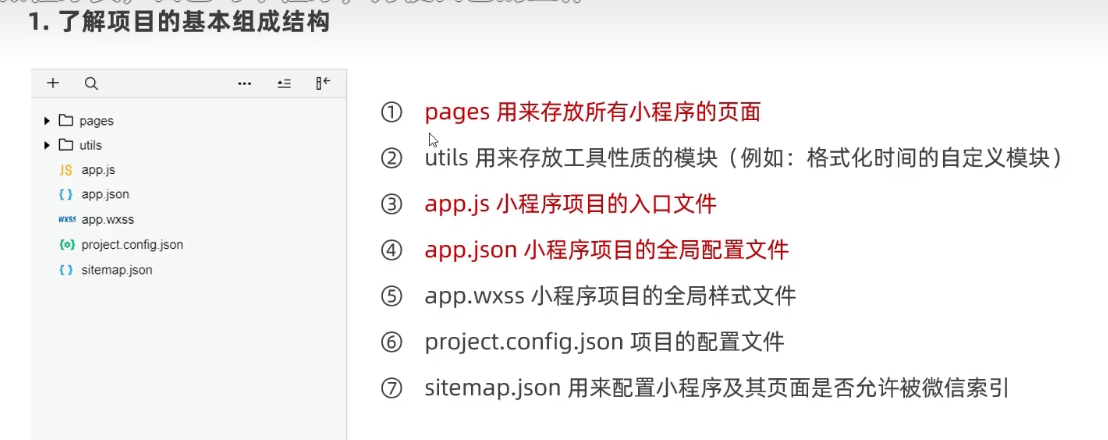 1. 了解项目的基本组成结构
pages
utils
JS app.js
{ } app.json
wxss app.wxss
{o} project.config.json
{ } sitemap.json
① pages 用来存放所有小程序的页面
② utils 用来存放工具性质的模块（例如：格式化时间的自定义模块）
③ app.js 小程序项目的入口文件
④ app.json 小程序项目的全局配置文件
⑤ app.wxss 小程序项目的全局样式文件
⑥ project.config.json 项目的配置文件
⑦ sitemap.json 用来配置小程序及其页面是否允许被微信索引